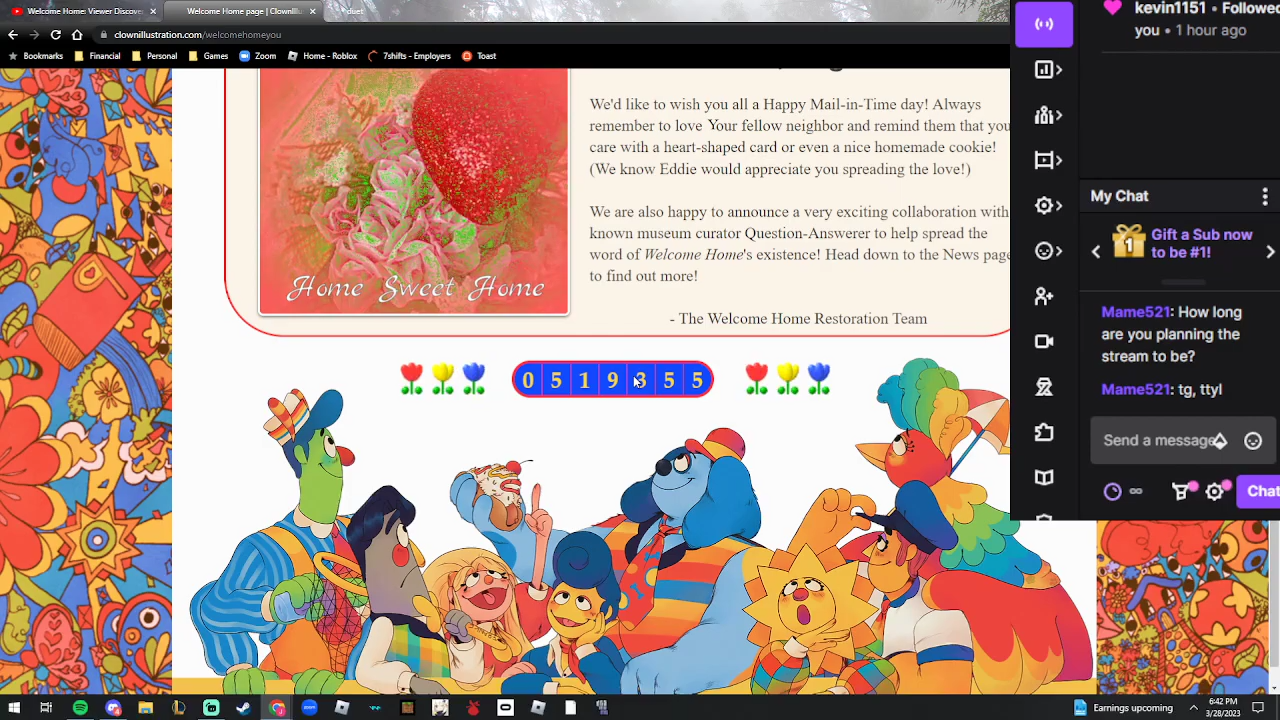 Welcome Home: Viewer Discov
Welcome Home page | Clownillu
duet
clownillustration.com/welcomehomeyou
Bookmarks
Financial
Personal
Games
Zoom
Home - Roblox
7shifts - Employers
Toast
We'd like to wish you all a Happy Mail-in-Time day! Always
remember to love Your fellow neighbor and remind them that you
care with a heart-shaped card or even a nice homemade cookie!
(We know Eddie would appreciate you spreading the love!)
We are also happy to announce a very exciting collaboration with
known museum curator Question-Answerer to help spread the
word of Welcome Home's existence! Head down to the News page
to find out more!
- The Welcome Home Restoration Team
Home Sweet Home
0 5 1 9 3 5 5
kevin1151 • Followed
you • 1 hour ago
My Chat
1
Gift a Sub now
to be #1!
Mame521: How long
are you planning the
stream to be?
Mame521: tg, ttyl
Send a message
Chat
Earnings upcoming
6:42 PM
3/28/2023